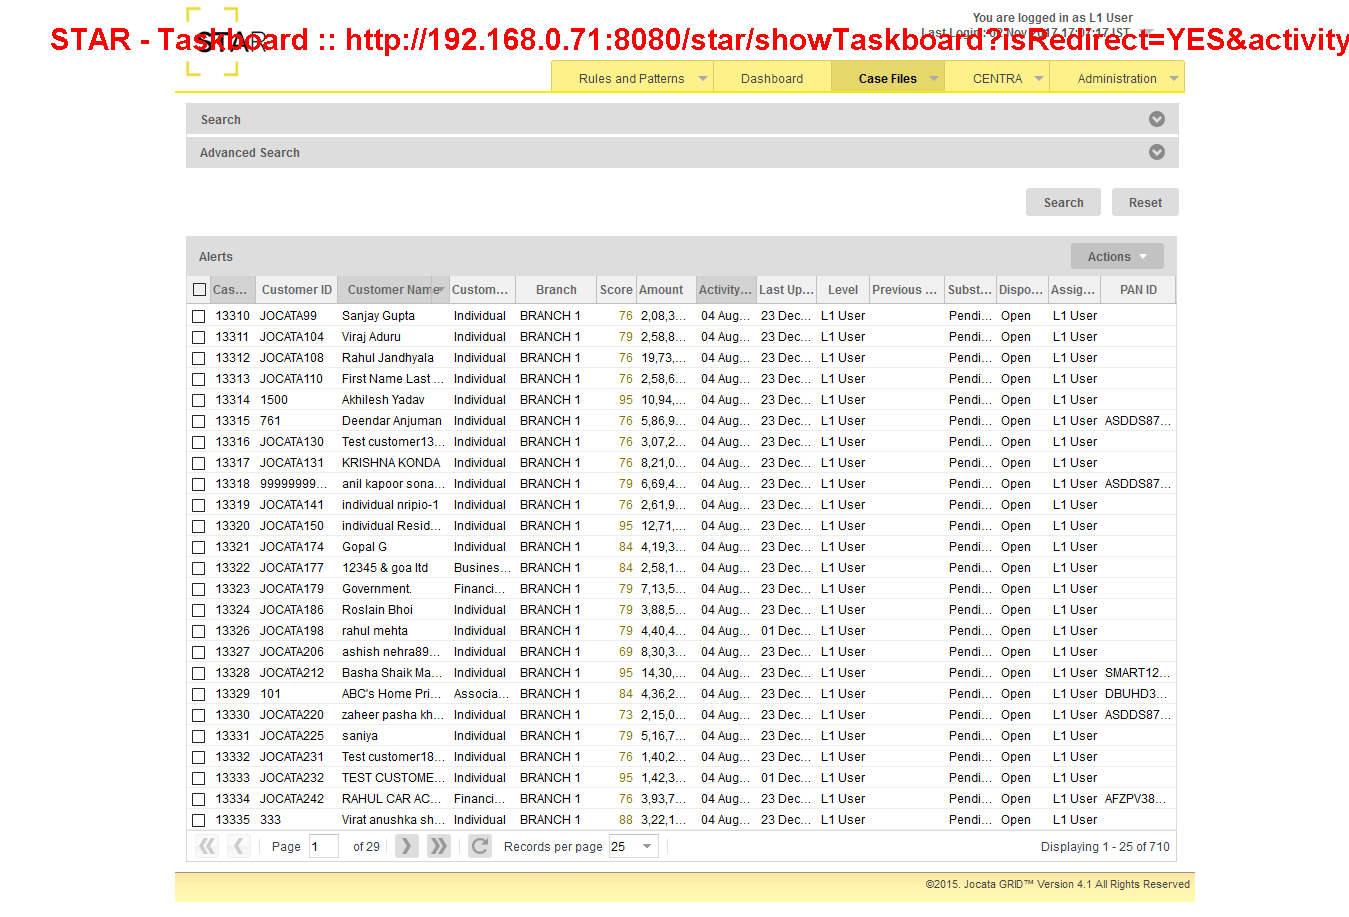 You are logged in as L1 User
STAR
STAR - Taskboard :: http://192.168.0.71:8080/star/showTaskboard?isRedirect=YES&activity
Last Login : 02 Nov 2017 17:07:17 IST
Rules and Patterns Dashboard Case Files CENTRA Administration
Search
Advanced Search
Search Reset
Alerts Actions
Cas... Customer ID Customer Name Custom... Branch Score Amount Activity... Last Up... Level Previous ... Subst... Dispo... Assig... PAN ID
13310 JOCATA99 Sanjay Gupta Individual BRANCH 1 76 2,08,3... 04 Aug... 23 Dec... L1 User Pendi... Open L1 User
13311 JOCATA104 Viraj Aduru Individual BRANCH 1 79 2,58,8... 04 Aug... 23 Dec... L1 User Pendi... Open L1 User
13312 JOCATA108 Rahul Jandhyala Individual BRANCH 1 76 19,73,... 04 Aug... 23 Dec... L1 User Pendi... Open L1 User
13313 JOCATA110 First Name Last ... Individual BRANCH 1 76 2,58,6... 04 Aug... 23 Dec... L1 User Pendi... Open L1 User
13314 1500 Akhilesh Yadav Individual BRANCH 1 95 10,94,... 04 Aug... 23 Dec... L1 User Pendi... Open L1 User
13315 761 Deendar Anjuman Individual BRANCH 1 76 5,86,9... 04 Aug... 23 Dec... L1 User Pendi... Open L1 User ASDDS87...
13316 JOCATA130 Test customer13... Individual BRANCH 1 76 3,07,2... 04 Aug... 23 Dec... L1 User Pendi... Open L1 User
13317 JOCATA131 KRISHNA KONDA Individual BRANCH 1 76 8,21,0... 04 Aug... 23 Dec... L1 User Pendi... Open L1 User
13318 99999999... anil kapoor sona... Individual BRANCH 1 79 6,69,4... 04 Aug... 23 Dec... L1 User Pendi... Open L1 User ASDDS87...
13319 JOCATA141 individual nripio-1 Individual BRANCH 1 76 2,61,9... 04 Aug... 23 Dec... L1 User Pendi... Open L1 User
13320 JOCATA150 individual Resid... Individual BRANCH 1 95 12,71,... 04 Aug... 23 Dec... L1 User Pendi... Open L1 User
13321 JOCATA174 Gopal G Individual BRANCH 1 84 4,19,3... 04 Aug... 23 Dec... L1 User Pendi... Open L1 User
13322 JOCATA177 12345 & goa ltd Busines... BRANCH 1 84 2,58,1... 04 Aug... 23 Dec... L1 User Pendi... Open L1 User
13323 JOCATA179 Government. Financi... BRANCH 1 79 7,13,5... 04 Aug... 23 Dec... L1 User Pendi... Open L1 User
13324 JOCATA186 Roslain Bhoi Individual BRANCH 1 79 3,88,5... 04 Aug... 23 Dec... L1 User Pendi... Open L1 User
13326 JOCATA198 rahul mehta Individual BRANCH 1 79 4,40,4... 04 Aug... 01 Dec... L1 User Pendi... Open L1 User
13327 JOCATA206 ashish nehra89... Individual BRANCH 1 69 8,30,3... 04 Aug... 23 Dec... L1 User Pendi... Open L1 User
13328 JOCATA212 Basha Shaik Ma... Individual BRANCH 1 95 14,30,... 04 Aug... 23 Dec... L1 User Pendi... Open L1 User SMART12...
13329 101 ABC's Home Pri... Associa... BRANCH 1 84 4,36,2... 04 Aug... 23 Dec... L1 User Pendi... Open L1 User DBUHD3...
13330 JOCATA220 zaheer pasha kh... Individual BRANCH 1 73 2,15,0... 04 Aug... 23 Dec... L1 User Pendi... Open L1 User ASDDS87...
13331 JOCATA225 saniya Individual BRANCH 1 79 5,16,7... 04 Aug... 23 Dec... L1 User Pendi... Open L1 User
13332 JOCATA231 Test customer18... Individual BRANCH 1 76 1,40,2... 04 Aug... 23 Dec... L1 User Pendi... Open L1 User
13333 JOCATA232 TEST CUSTOME... Individual BRANCH 1 95 1,42,3... 04 Aug... 01 Dec... L1 User Pendi... Open L1 User
13334 JOCATA242 RAHUL CAR AC... Financi... BRANCH 1 76 3,93,7... 04 Aug... 23 Dec... L1 User Pendi... Open L1 User AFZPV38...
13335 333 Virat anushka sh... Individual BRANCH 1 88 3,22,1... 04 Aug... 23 Dec... L1 User Pendi... Open L1 User
Page 1 of 29 Records per page 25 Displaying 1 - 25 of 710
©2015. Jocata GRID™ Version 4.1 All Rights Reserved